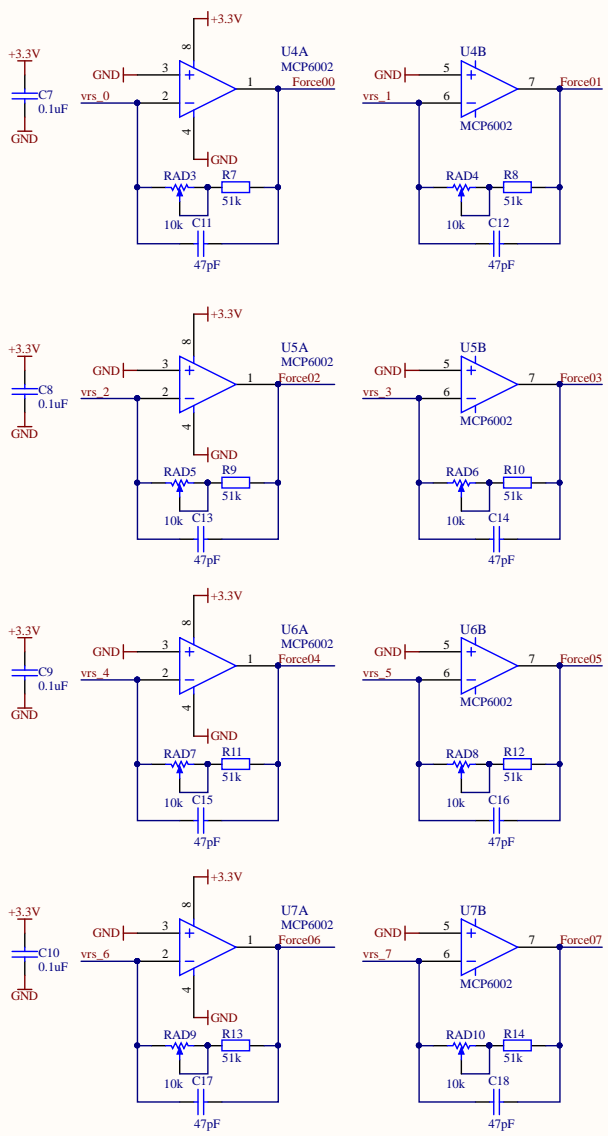 +3.3V
U4A
MCP6002
U4B
+3.3V
8
GND
3
1
Force00
GND
5
7
Force01
C7
0.1uF
vrs_0
2
vrs_1
6
MCP6002
GND
4
GND
RAD3
R7
RAD4
R8
51k
51k
10k
C11
10k
C12
47pF
47pF
+3.3V
U5A
MCP6002
U5B
+3.3V
8
GND
3
1
Force02
GND
5
7
Force03
C8
0.1uF
vrs_2
2
vrs_3
6
MCP6002
GND
4
GND
RAD5
R9
RAD6
R10
51k
51k
10k
C13
10k
C14
47pF
47pF
+3.3V
U6A
MCP6002
U6B
+3.3V
8
GND
3
1
Force04
GND
5
7
Force05
C9
0.1uF
vrs_4
2
vrs_5
6
MCP6002
GND
4
GND
RAD7
R11
RAD8
R12
51k
51k
10k
C15
10k
C16
47pF
47pF
+3.3V
U7A
MCP6002
U7B
+3.3V
8
GND
3
1
Force06
GND
5
7
Force07
C10
0.1uF
vrs_6
2
vrs_7
6
MCP6002
GND
4
GND
RAD9
R13
RAD10
R14
51k
51k
10k
C17
10k
C18
47pF
47pF